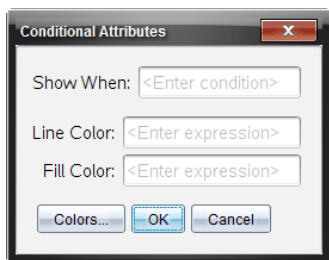 Conditional Attributes
Show When: <Enter condition>
Line Color: <Enter expression>
Fill Color: <Enter expression>
Colors... OK Cancel